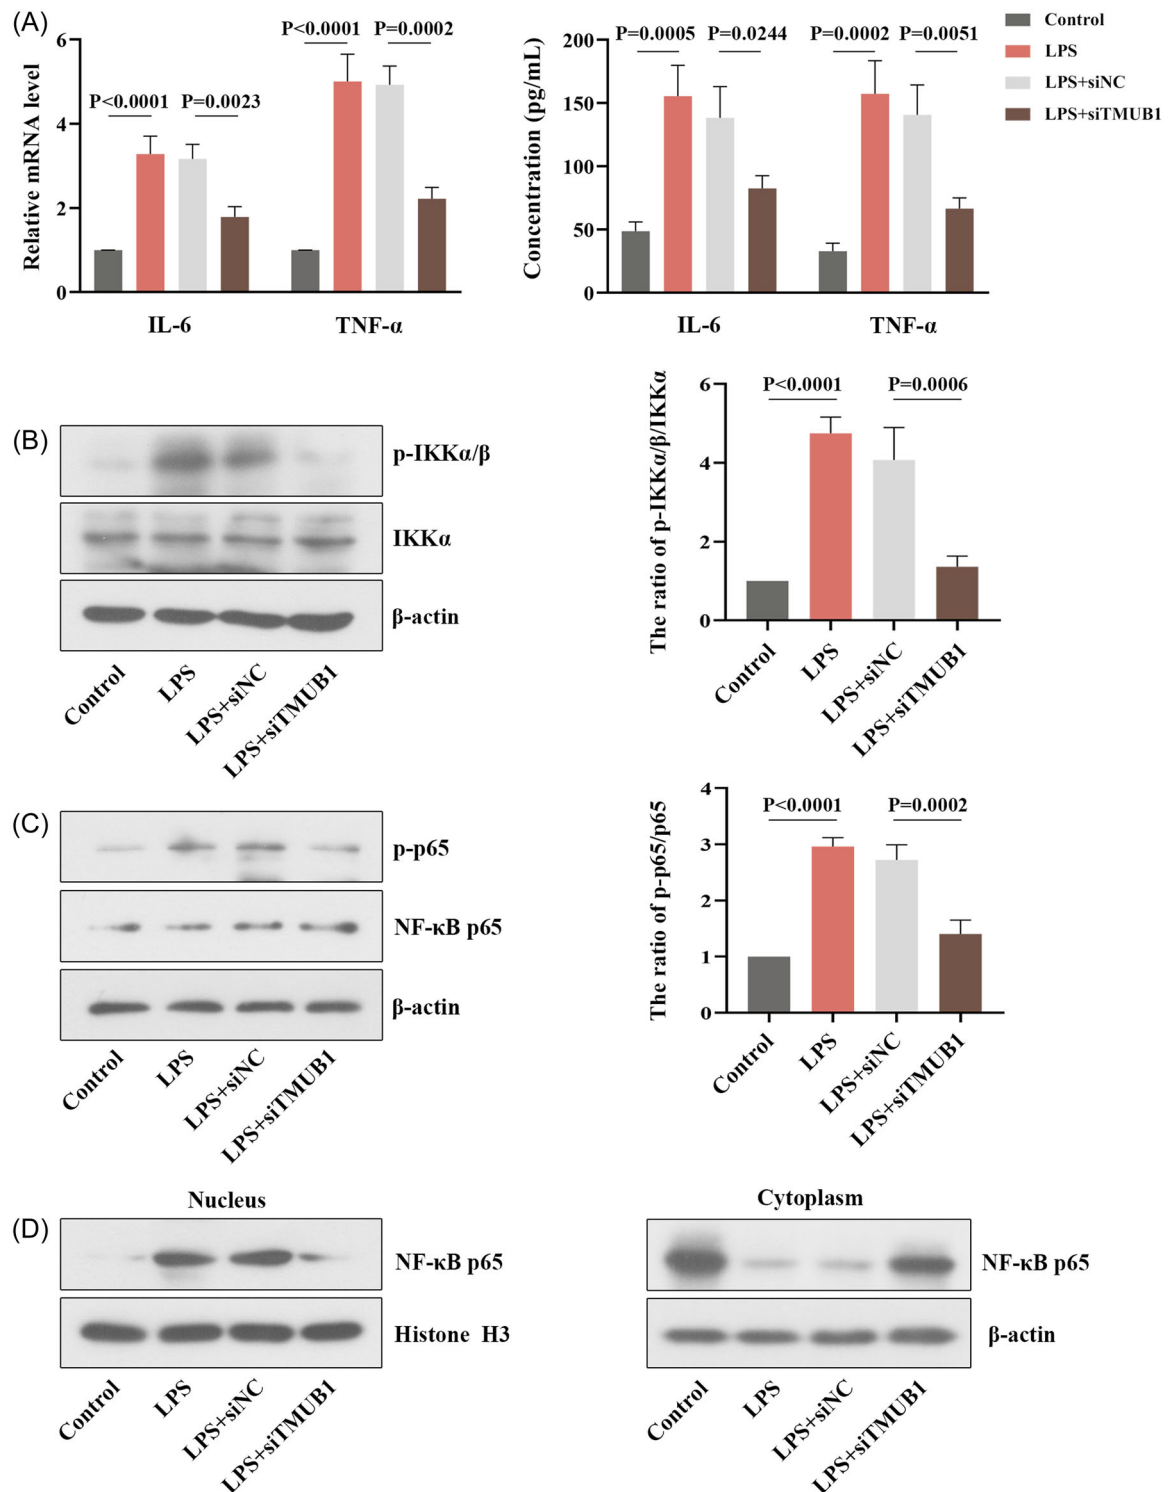 (A)
Relative mRNA level
6
4
2
0
P<0.0001
P=0.0023
P<0.0001
P=0.0002
IL-6
TNF-α
Concentration (pg/mL)
200
150
100
50
0
P=0.0005
P=0.0244
P=0.0002
P=0.0051
IL-6
TNF-α
Control
LPS
LPS+siNC
LPS+siTMUB1
(B)
p-IKKα/β
IKKα
β-actin
Control
LPS
LPS+siNC
LPS+siTMUB1
The ratio of p-IKKα/β/IKKα
6
4
2
0
P<0.0001
P=0.0006
Control
LPS
LPS+siNC
LPS+siTMUB1
(C)
p-p65
NF-κB p65
β-actin
Control
LPS
LPS+siNC
LPS+siTMUB1
The ratio of p-p65/p65
4
3
2
1
0
P<0.0001
P=0.0002
Control
LPS
LPS+siNC
LPS+siTMUB1
(D)
Nucleus
NF-κB p65
Histone H3
Control
LPS
LPS+siNC
LPS+siTMUB1
Cytoplasm
NF-κB p65
β-actin
Control
LPS
LPS+siNC
LPS+siTMUB1